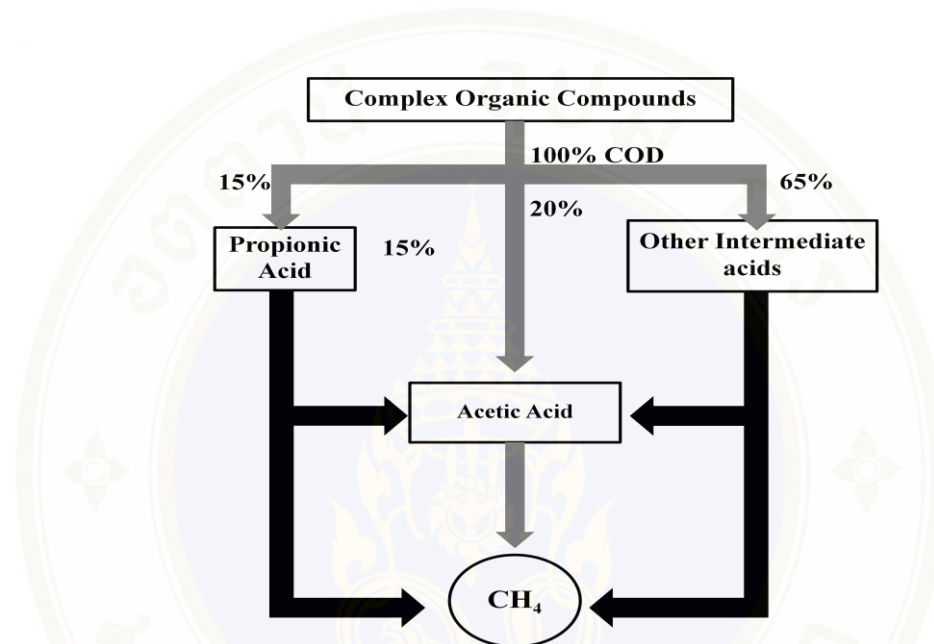 Complex Organic Compounds
100% COD
15%
65%
20%
Propionic
Acid
15%
Other Intermediate
acids
Acetic Acid
CH₄